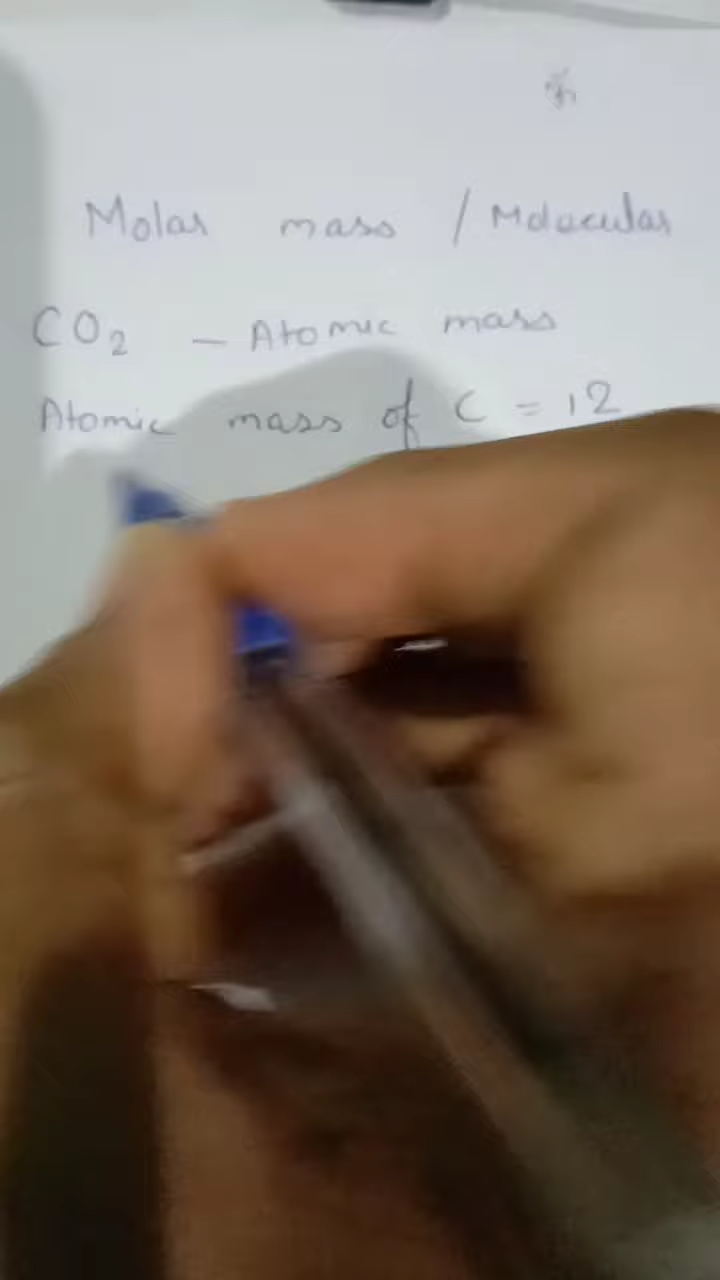 Molar mass / Molecular
CO₂ - Atomic mass
Atomic mass of C = 12